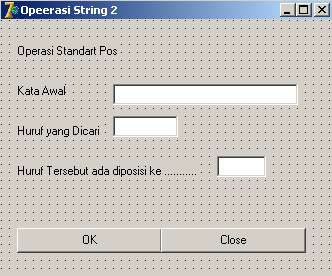 Opeerasi String 2
Operasi Standart Pos
Kata Awal
Huruf yang Dicari
Huruf Tersebut ada diposisi ke ...........
OK Close